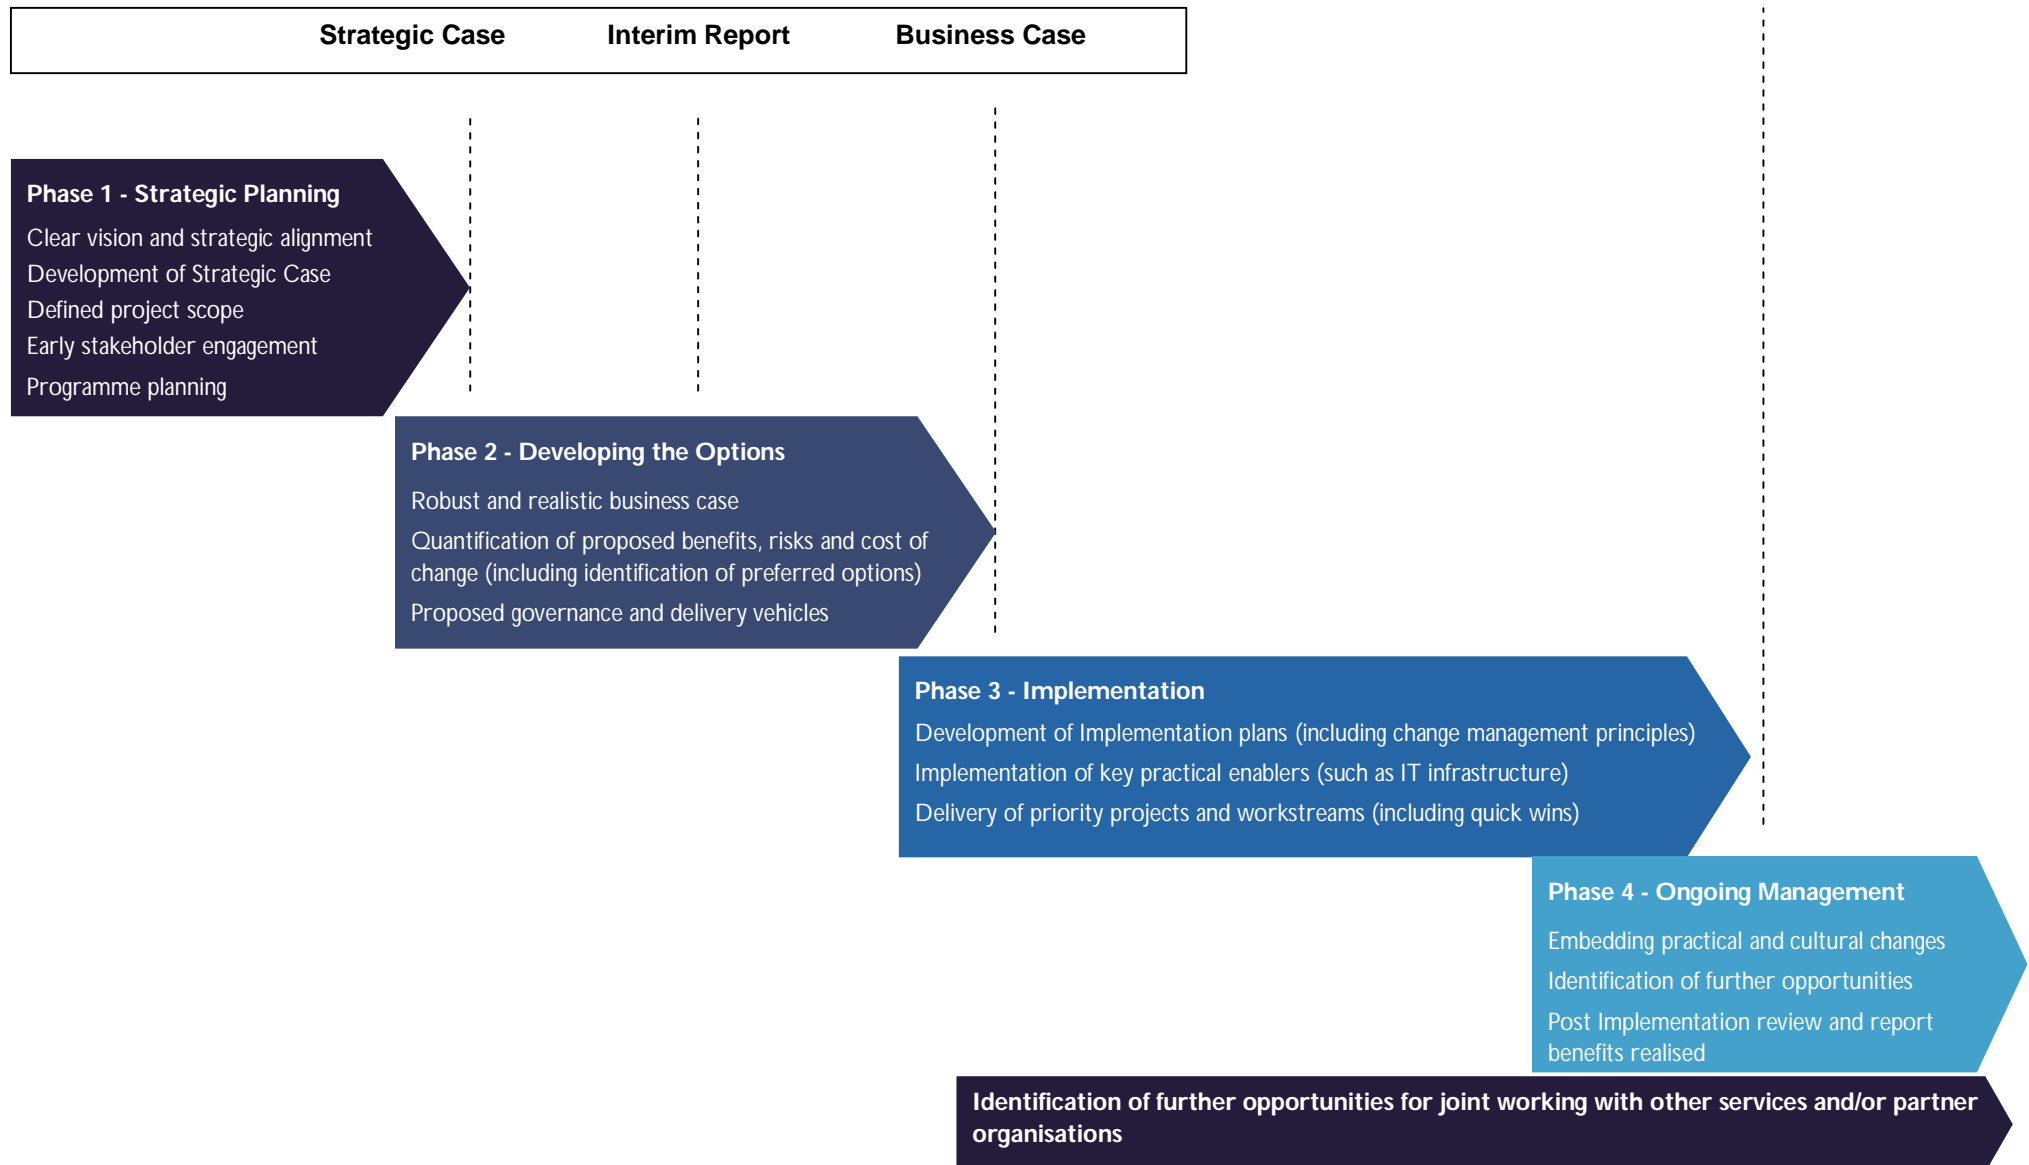 Strategic Case Interim Report Business Case
Phase 1 - Strategic Planning
Clear vision and strategic alignment
Development of Strategic Case
Defined project scope
Early stakeholder engagement
Programme planning
Phase 2 - Developing the Options
Robust and realistic business case
Quantification of proposed benefits, risks and cost of
change (including identification of preferred options)
Proposed governance and delivery vehicles
Phase 3 - Implementation
Development of Implementation plans (including change management principles)
Implementation of key practical enablers (such as IT infrastructure)
Delivery of priority projects and workstreams (including quick wins)
Phase 4 - Ongoing Management
Embedding practical and cultural changes
Identification of further opportunities
Post Implementation review and report
benefits realised
Identification of further opportunities for joint working with other services and/or partner
organisations